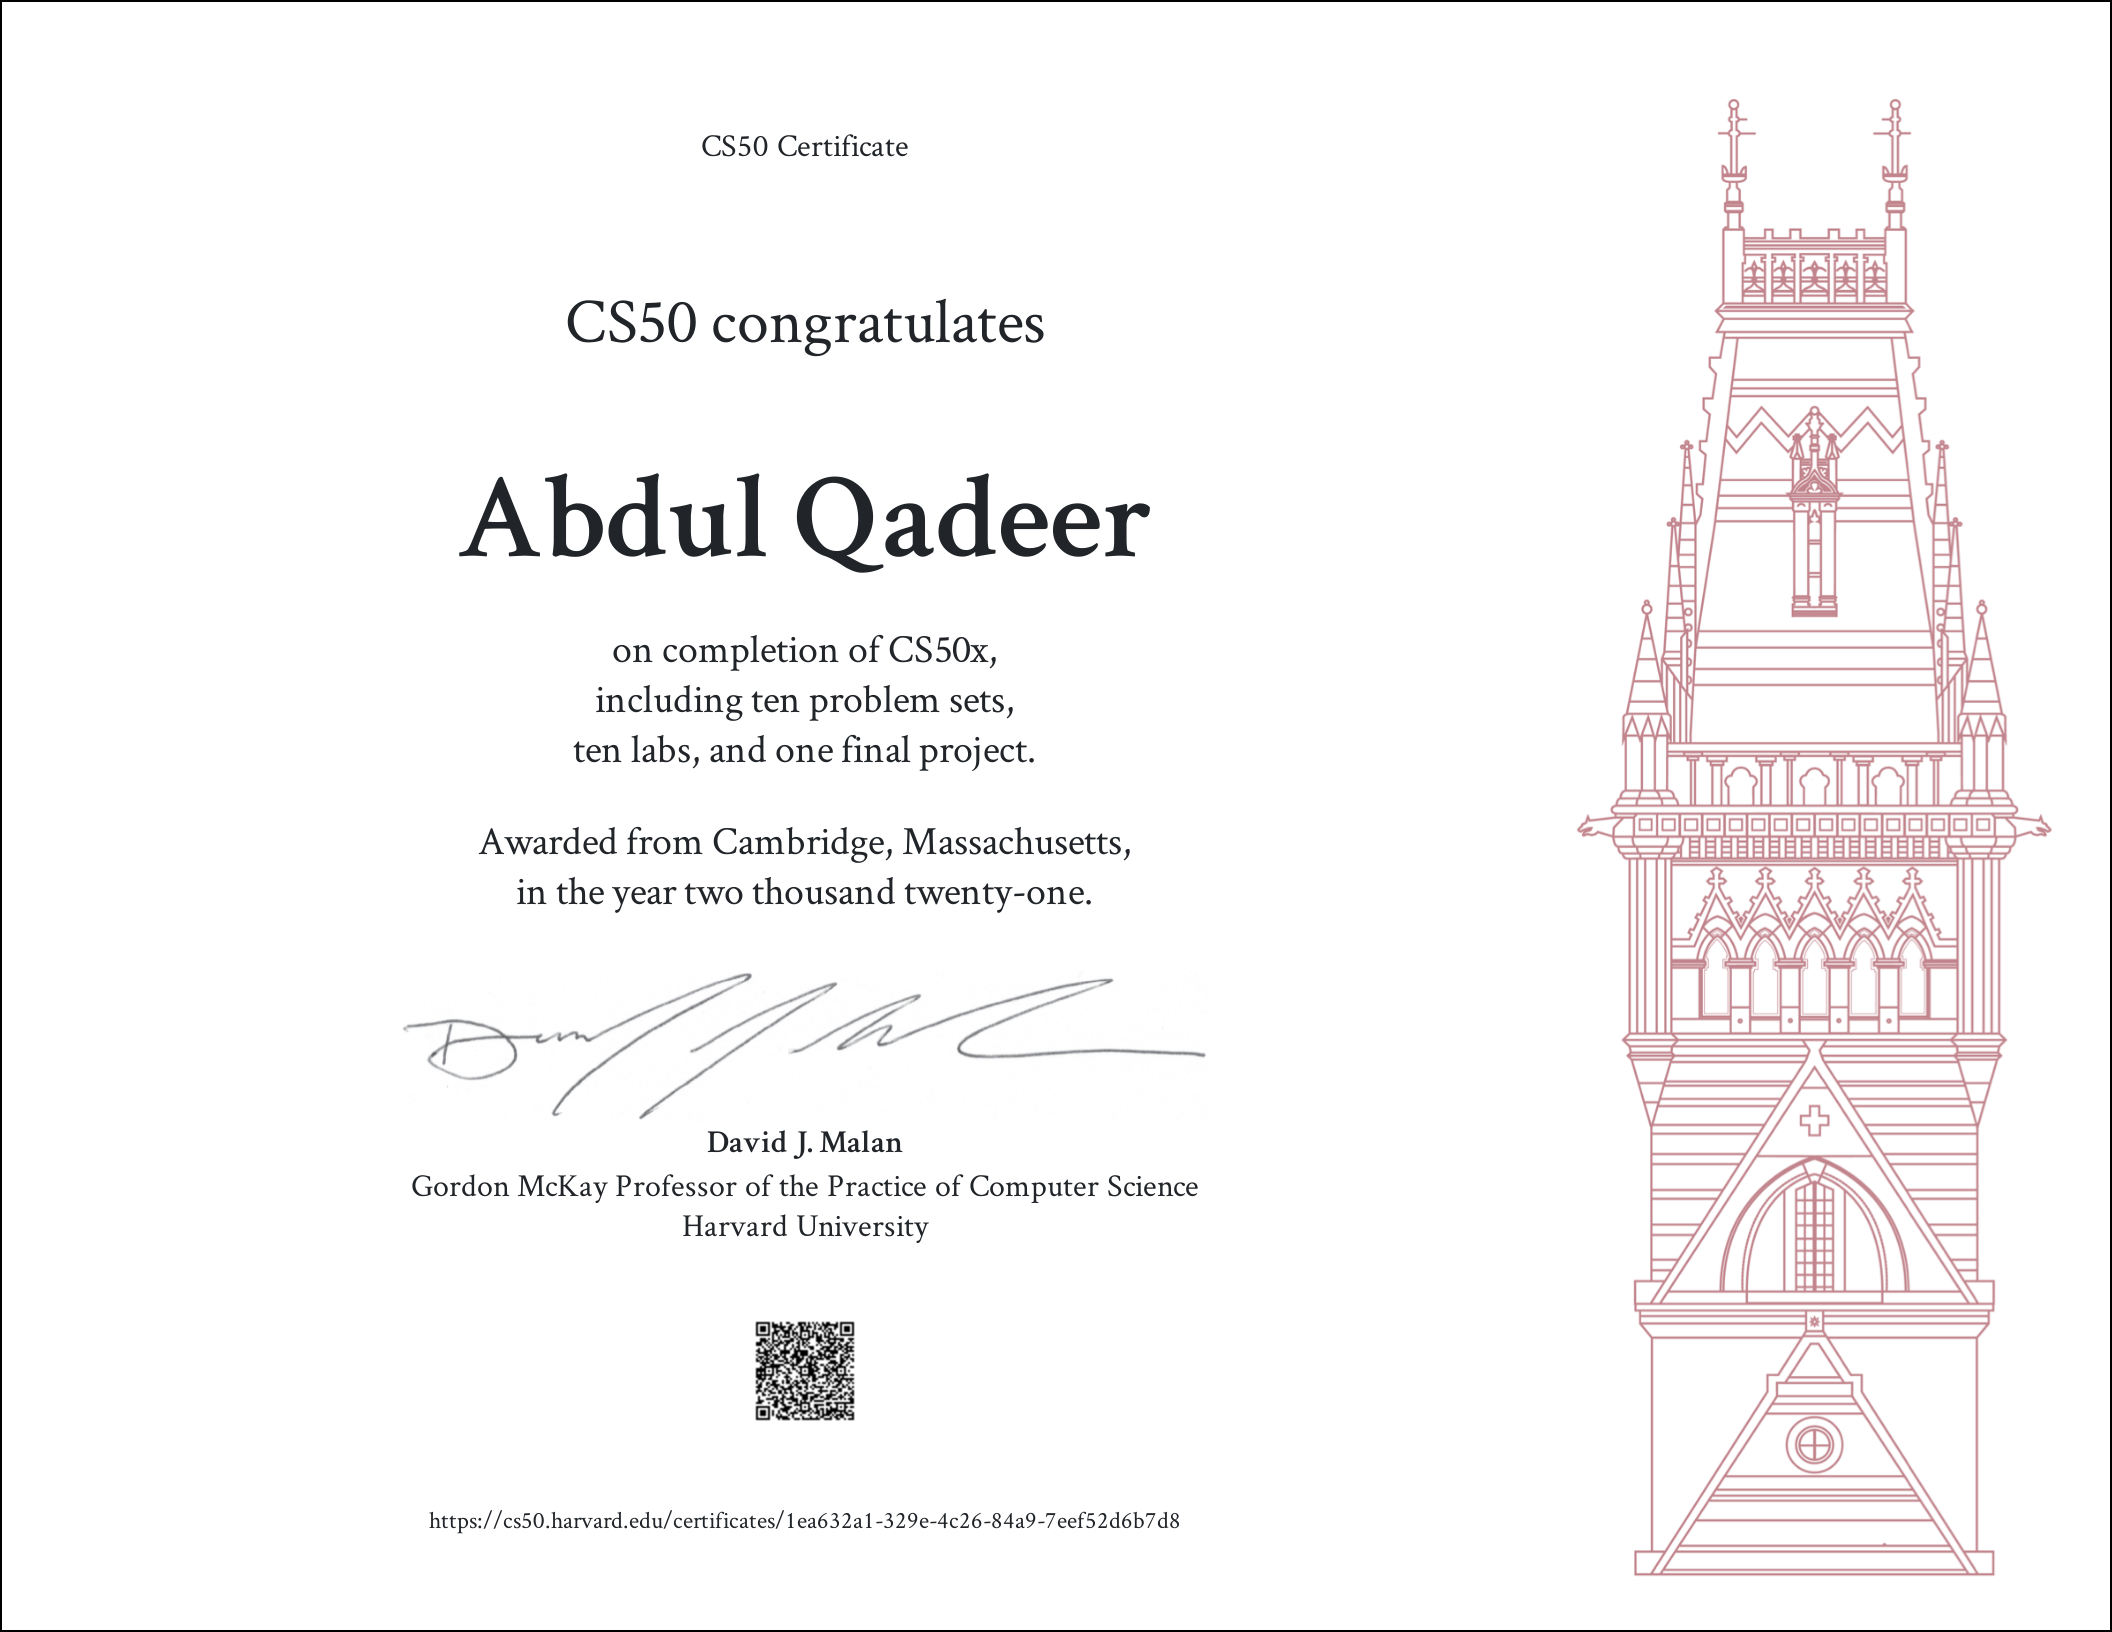 CS50 Certificate
CS50 congratulates
Abdul Qadeer
on completion of CS50x,
including ten problem sets,
ten labs, and one final project.
Awarded from Cambridge, Massachusetts,
in the year two thousand twenty-one.
David J. Malan
Gordon McKay Professor of the Practice of Computer Science
Harvard University
https://cs50.harvard.edu/certificates/1ea632a1-329e-4c26-84a9-7eef52d6b7d8